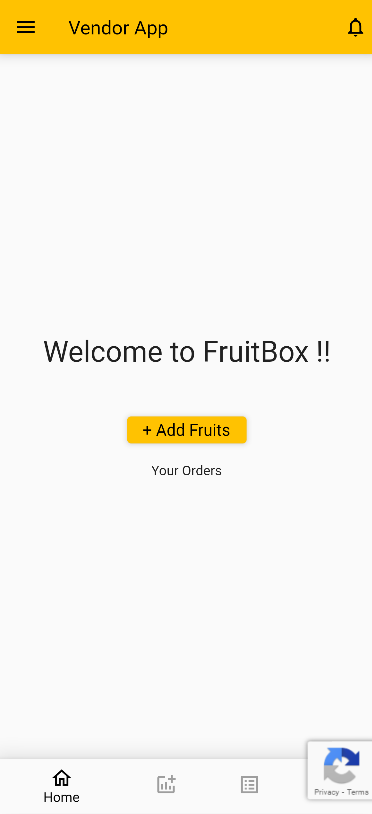 Vendor App
Welcome to FruitBox !!
+ Add Fruits
Your Orders
Home
Privacy - Terms